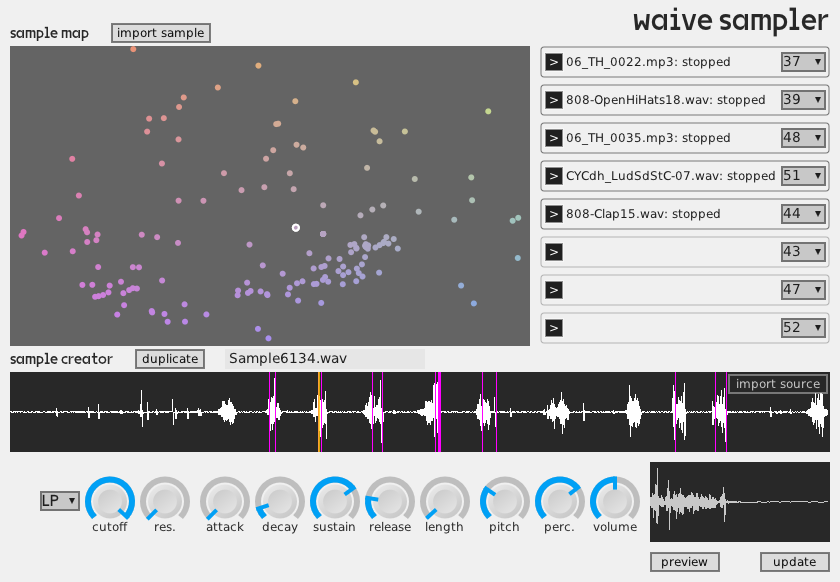 waive sampler
sample map
import sample
> 06_TH_0022.mp3: stopped 37
> 808-OpenHiHats18.wav: stopped 39
> 06_TH_0035.mp3: stopped 48
> CYCdh_LudSdStC-07.wav: stopped 51
> 808-Clap15.wav: stopped 44
> 43
> 47
> 52
sample creator
duplicate
Sample6134.wav
import source
LP
cutoff res. attack decay sustain release length pitch perc. volume
preview update